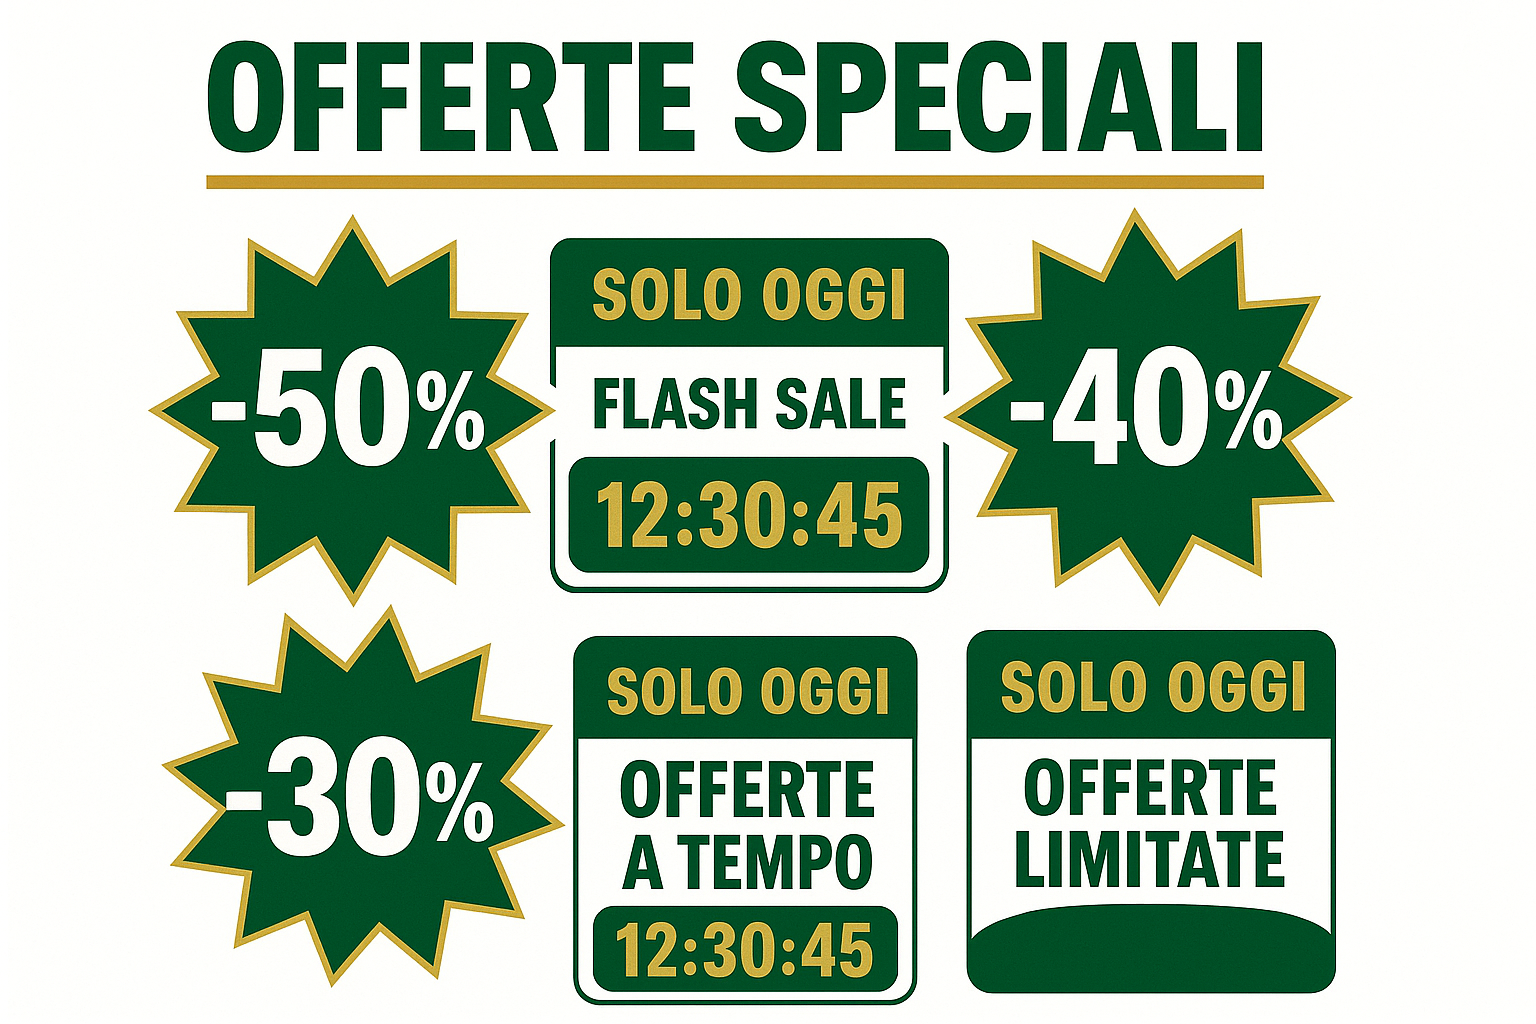 OFFERTE SPECIALI
-50%
SOLO OGGI
FLASH SALE
12:30:45
-40%
-30%
SOLO OGGI
OFFERTE
A TEMPO
12:30:45
SOLO OGGI
OFFERTE
LIMITATE